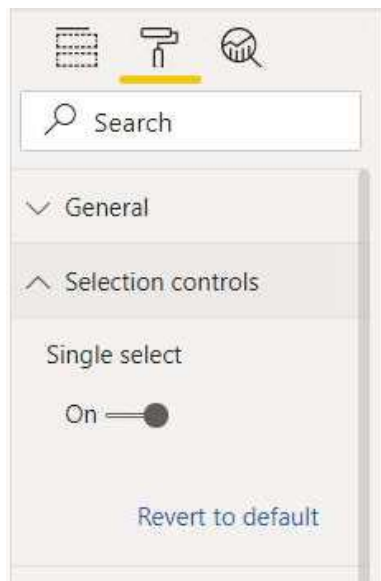 Search
General
Selection controls
Single select
On
Revert to default